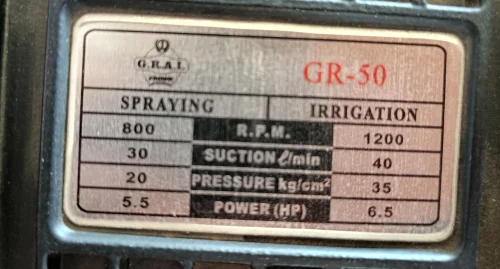 G.R.A.L
GR-50
SPRAYING IRRIGATION
800 R.P.M. 1200
30 SUCTION ℓ/min 40
20 PRESSURE kg/cm² 35
5.5 POWER (HP) 6.5